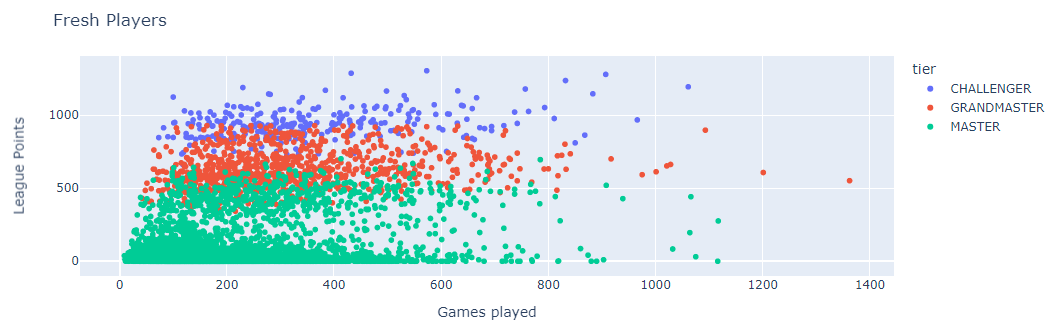 Fresh Players
tier
CHALLENGER
GRANDMASTER
MASTER
League Points
1000
500
0
0 200 400 600 800 1000 1200 1400
Games played